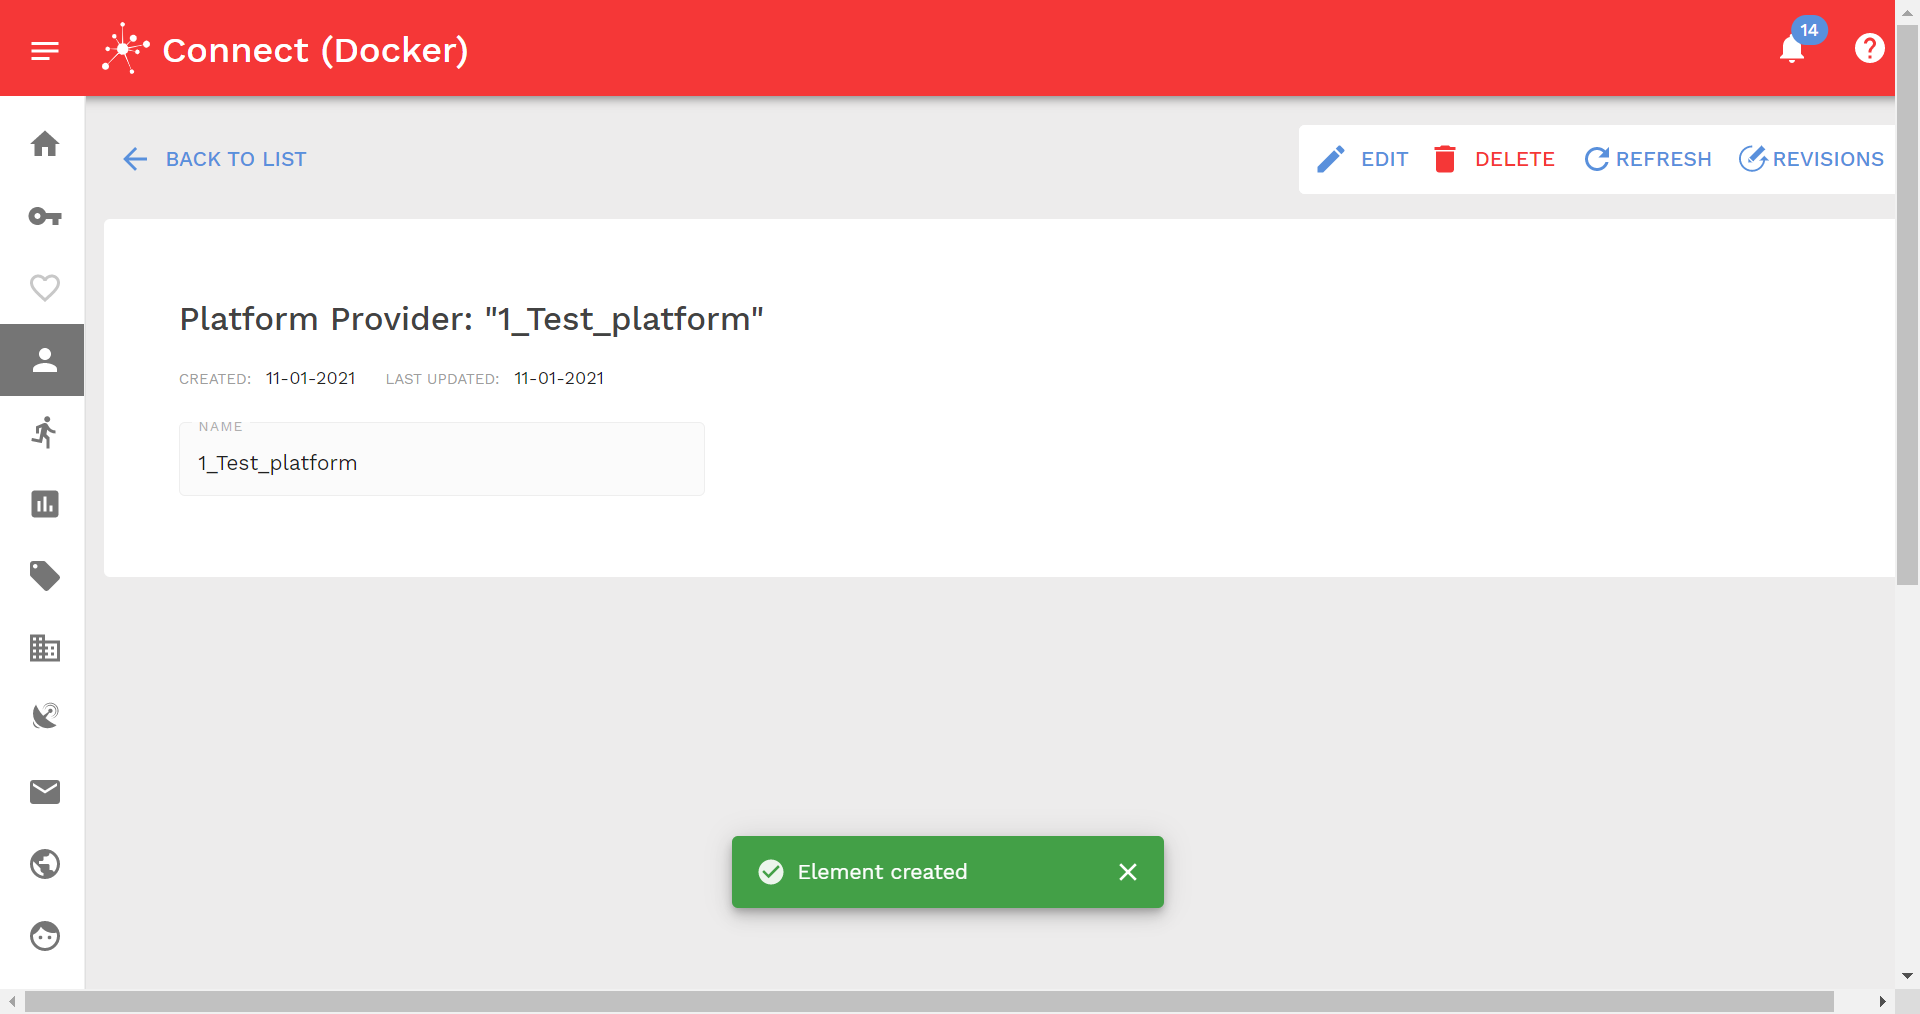 Connect (Docker)
14
BACK TO LIST
EDIT
DELETE
REFRESH
REVISIONS
Platform Provider: "1_Test_platform"
CREATED: 11-01-2021 LAST UPDATED: 11-01-2021
NAME
1_Test_platform
Element created